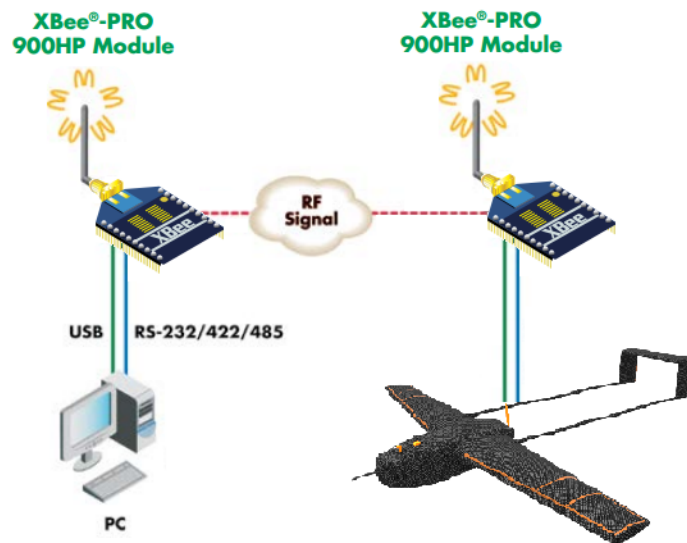 XBee®-PRO
900HP Module
XBee®-PRO
900HP Module
RF
Signal
XBee
XBee
USB
RS-232/422/485
PC